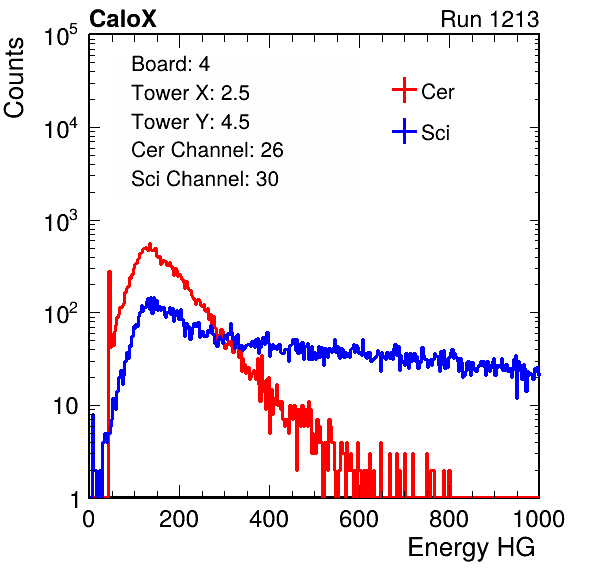 CaloX Run 1213
Counts
10^5
10^4
10^3
10^2
10
1
Board: 4
Tower X: 2.5
Tower Y: 4.5
Cer Channel: 26
Sci Channel: 30
Cer
Sci
0 200 400 600 800 1000
Energy HG